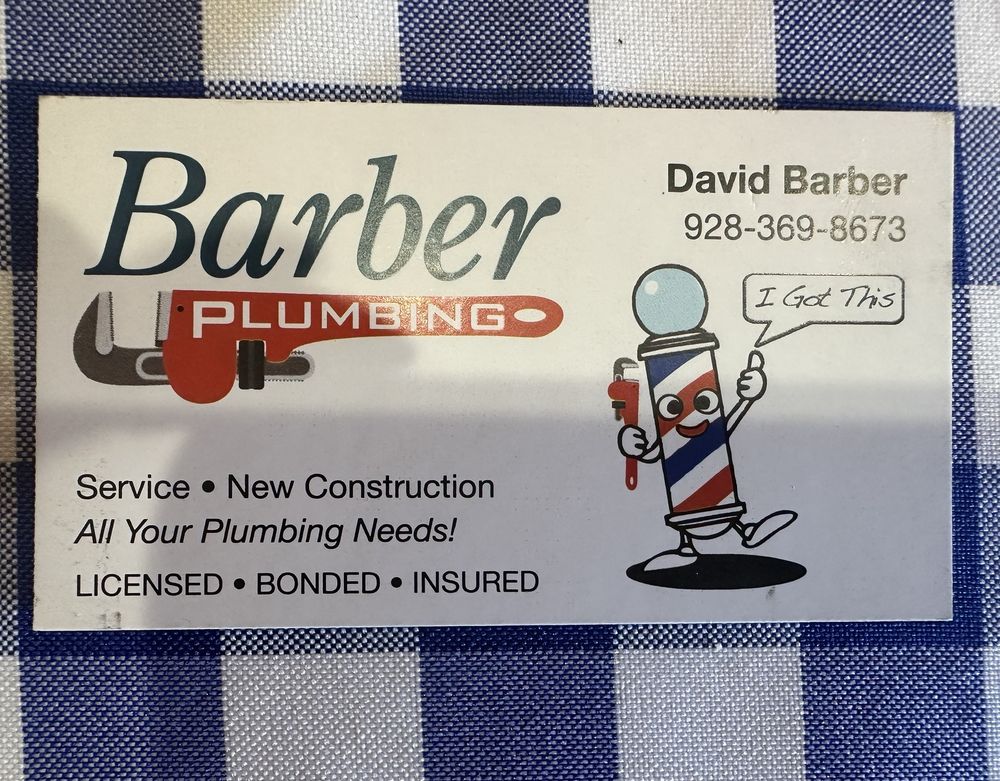 Barber
PLUMBING
David Barber
928-369-8673
I Got This
Service • New Construction
All Your Plumbing Needs!
LICENSED • BONDED • INSURED